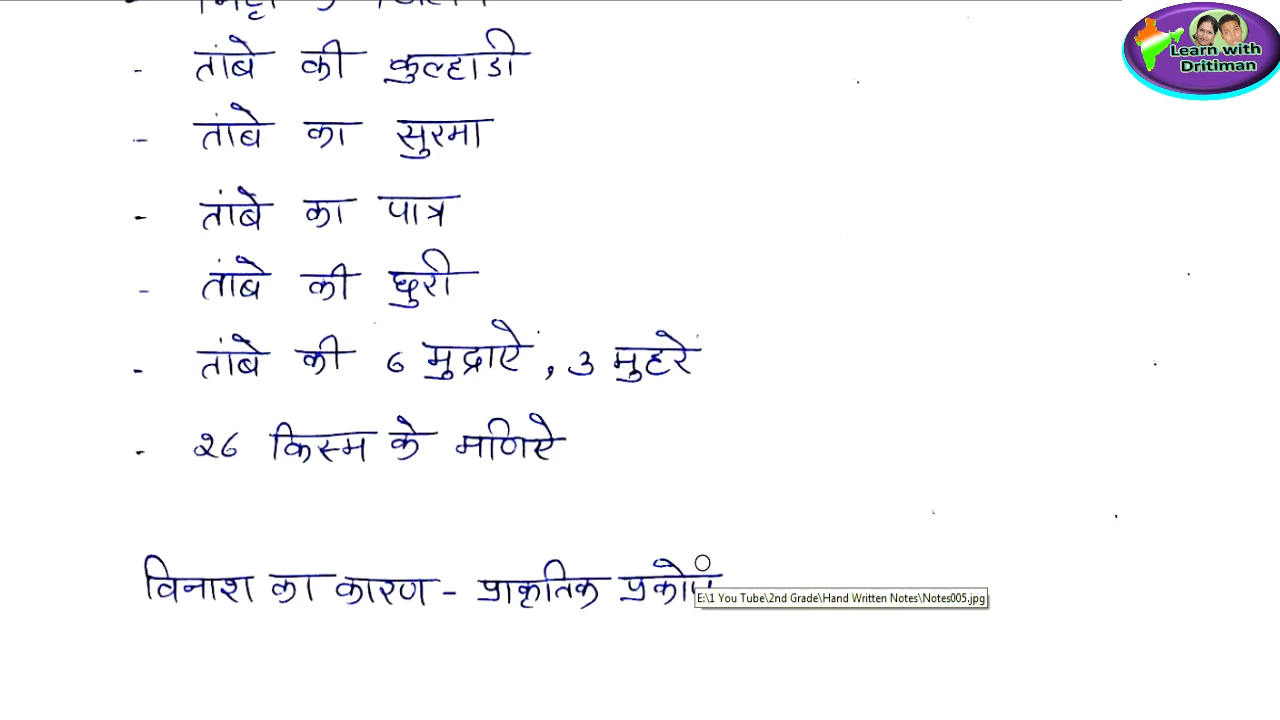 Learn with
Dritiman
- तांबे की कुल्हाडी
- तांबे का सुरमा
- तांबे का पात्र
- तांबे की छुरी
- तांबे की 6 मुद्राऐं, 3 मुहरें
- २6 किस्म के मणिऐ
विनाश का कारण - प्राकृतिक प्रकोप
E:\1 You Tube\2nd Grade\Hand Written Notes\Notes005.jpg